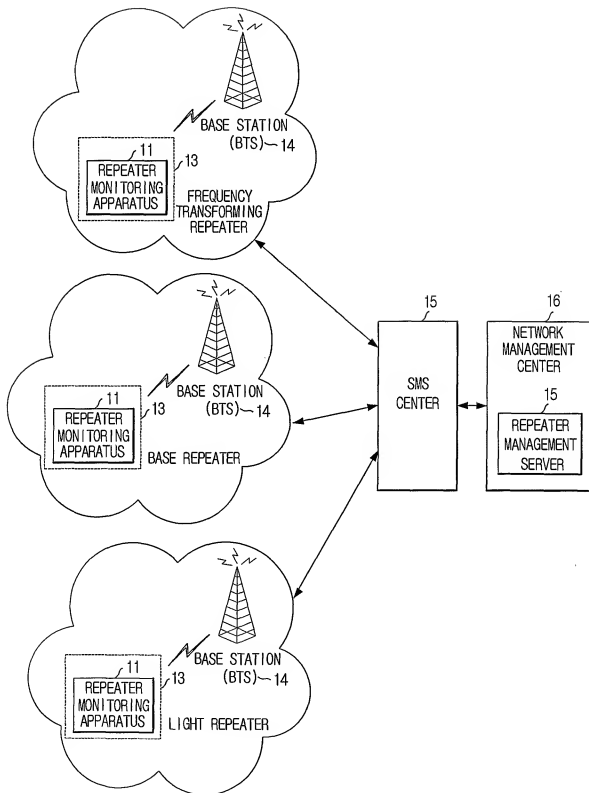 BASE STATION
(BTS)
14
11
13
REPEATER
MONITORING
APPARATUS
FREQUENCY
TRANSFORMING
REPEATER
15
16
SMS
CENTER
NETWORK
MANAGEMENT
CENTER
15
REPEATER
MANAGEMENT
SERVER
BASE STATION
(BTS)
14
11
13
REPEATER
MONITORING
APPARATUS
BASE REPEATER
BASE STATION
(BTS)
14
11
13
REPEATER
MONITORING
APPARATUS
LIGHT REPEATER